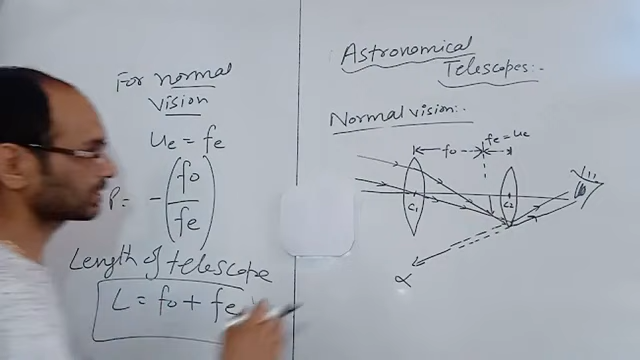 For normal
vision
ue = fe
P = - (fo/fe)
Length of telescope
L = fo + fe
Astronomical
Telescopes:-
Normal vision:-
fo
fe = ue
C1
C2
α